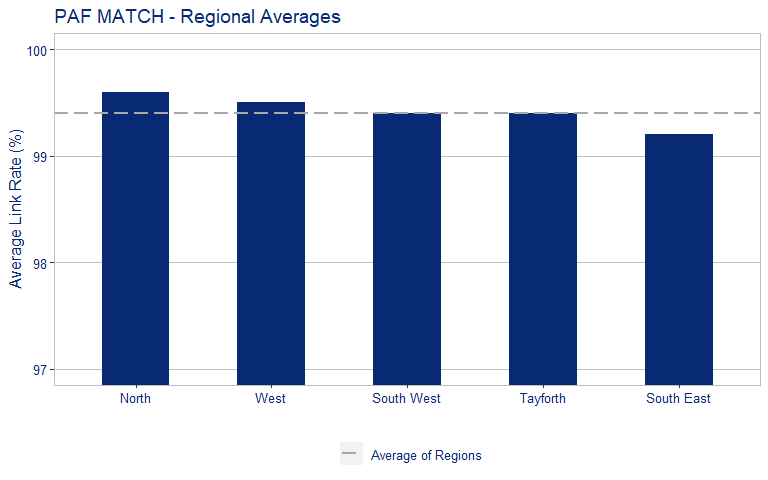 PAF MATCH - Regional Averages
Average Link Rate (%)
100
99
98
97
North West South West Tayforth South East
Average of Regions